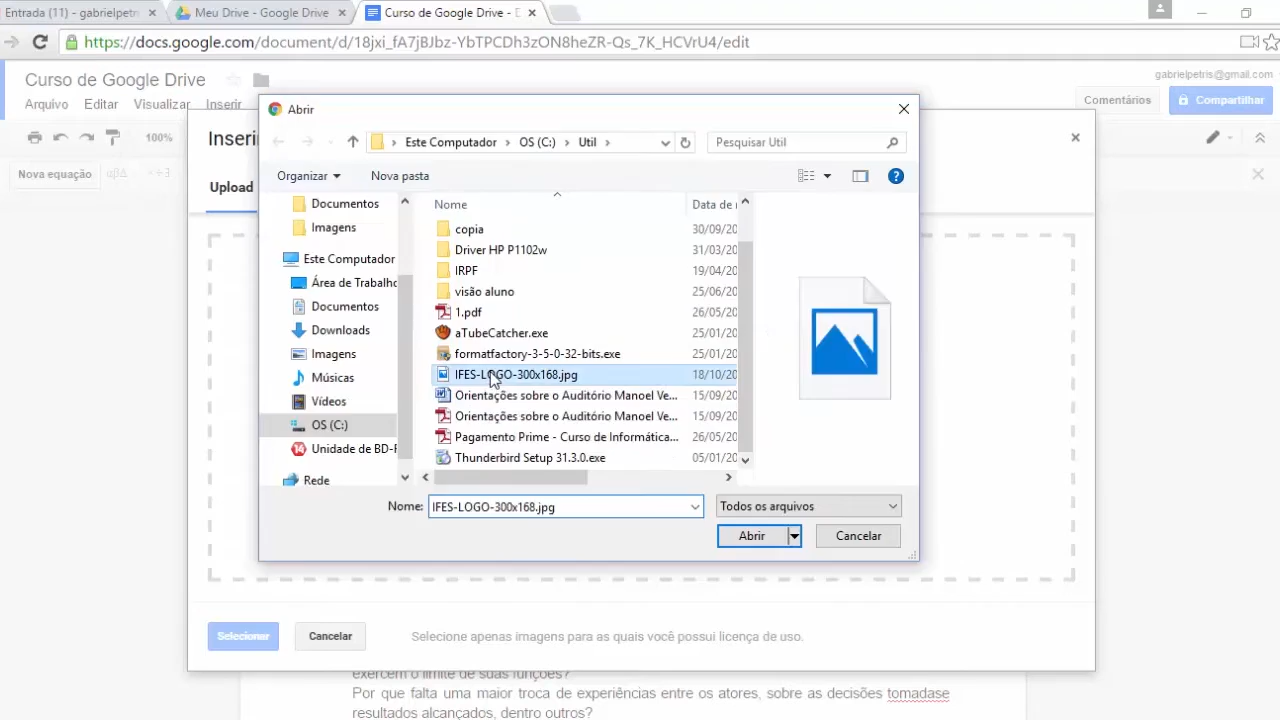 Entrada (11) - gabrielpetr
Meu Drive - Google Drive
Curso de Google Drive - D
https://docs.google.com/document/d/18jxi_fA7jBJbz-YbTPCDh3zON8heZR-Qs_7K_HCVrU4/edit
Curso de Google Drive
gabrielpetris@gmail.com
Arquivo Editar Visualizar Inserir
Comentários
Compartilhar
100%
Nova equação
Inseri
Upload
Abrir
Este Computador
OS (C:)
Util
Pesquisar Util
Organizar
Nova pasta
Documentos
Imagens
Este Computador
Área de Trabalho
Documentos
Downloads
Imagens
Músicas
Vídeos
OS (C:)
Unidade de BD-R
Rede
Nome Data de
copia 30/09/20
Driver HP P1102w 31/03/20
IRPF 19/04/20
visão aluno 25/06/20
1.pdf 26/05/20
aTubeCatcher.exe 25/01/20
formatfactory-3-5-0-32-bits.exe 25/01/20
IFES-LOGO-300x168.jpg 18/10/20
Orientações sobre o Auditório Manoel Ve... 15/09/20
Orientações sobre o Auditório Manoel Ve... 15/09/20
Pagamento Prime - Curso de Informática... 26/05/20
Thunderbird Setup 31.3.0.exe 05/01/20
Nome: IFES-LOGO-300x168.jpg
Todos os arquivos
Abrir
Cancelar
Selecionar
Cancelar
Selecione apenas imagens para as quais você possui licença de uso.
exercem o limite de suas funções?
Por que falta uma maior troca de experiências entre os atores, sobre as decisões tomadase
resultados alcançados, dentro outros?